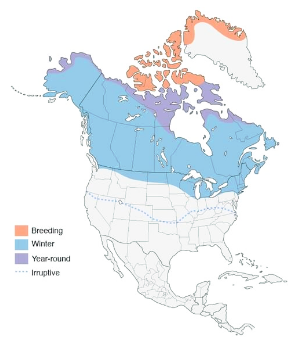 Breeding
Winter
Year-round
Irruptive